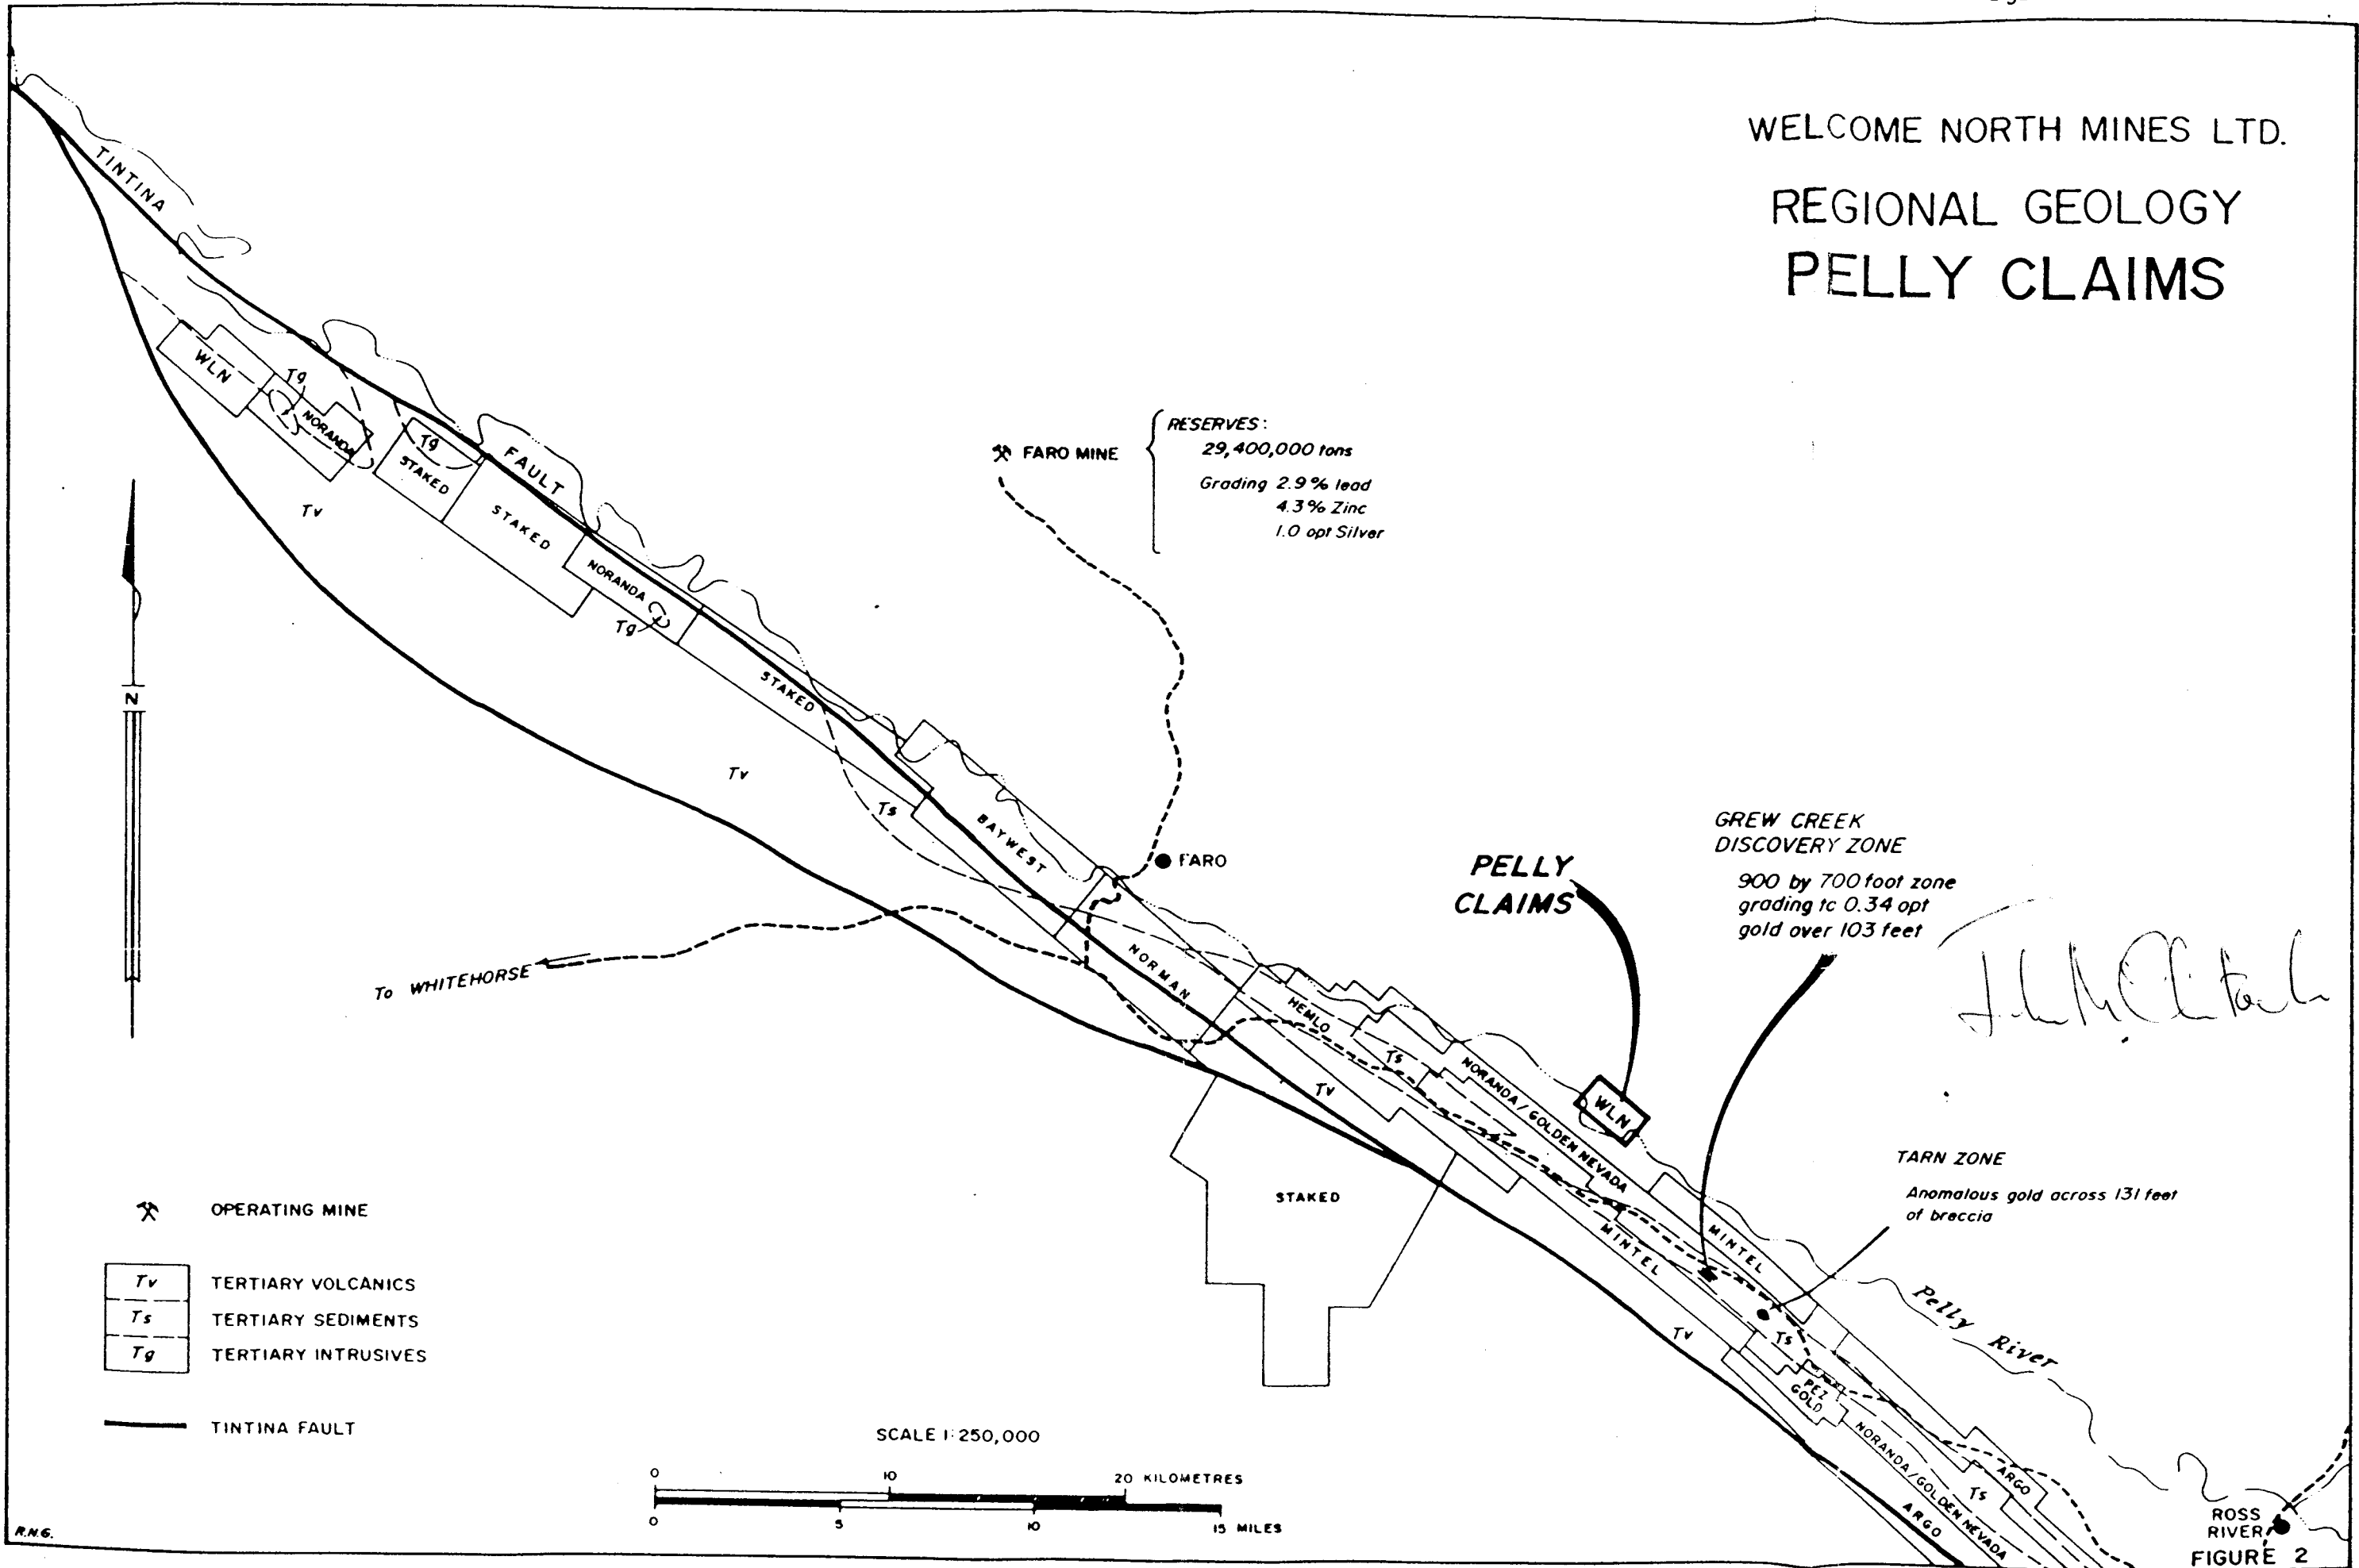 WELCOME NORTH MINES LTD.
REGIONAL GEOLOGY
PELLY CLAIMS
TINTINA
FAULT
WLN
Tg
NORANDA
Tg
STAKED
STAKED
Tv
NORANDA
Tg
STAKED
FARO MINE
RESERVES:
29,400,000 tons
Grading 2.9% lead
4.3% Zinc
1.0 opt Silver
N
Tv
Ts
BAYWEST
FARO
NORMAN
To WHITEHORSE
PELLY
CLAIMS
GREW CREEK
DISCOVERY ZONE
900 by 700 foot zone
grading to 0.34 opt
gold over 103 feet
HEMLO
Ts
Tv
NORANDA / GOLDEN NEVADA
WLN
STAKED
MINTEL
MINTEL
TARN ZONE
Anomalous gold across 131 feet
of breccia
Pelly River
Tv
Ts
PEZ
GOLD
NORANDA / GOLDEN NEVADA
Ts
ARGO
ARGO
ROSS
RIVER
OPERATING MINE
Tv TERTIARY VOLCANICS
Ts TERTIARY SEDIMENTS
Tg TERTIARY INTRUSIVES
TINTINA FAULT
SCALE 1:250,000
0 10 20 KILOMETRES
0 5 10 15 MILES
R.N.G.
FIGURE 2